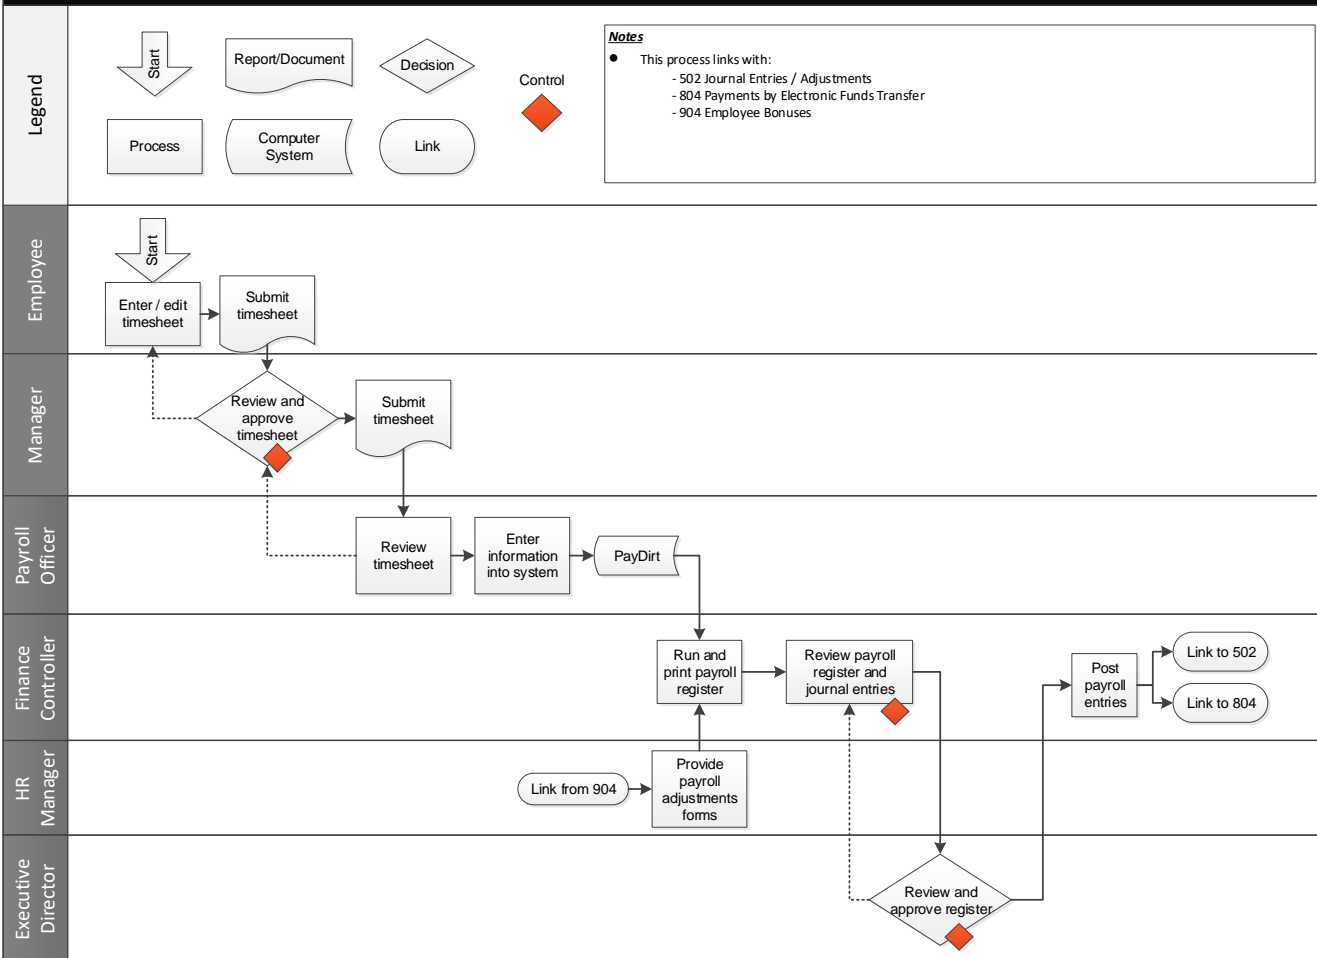 Legend
Start
Report/Document
Decision
Control
Process
Computer
System
Link
Notes
● This process links with:
- 502 Journal Entries / Adjustments
- 804 Payments by Electronic Funds Transfer
- 904 Employee Bonuses
Employee
Start
Enter / edit
timesheet
Submit
timesheet
Manager
Review and
approve
timesheet
Submit
timesheet
Payroll
Officer
Review
timesheet
Enter
information
into system
PayDirt
Finance
Controller
Run and
print payroll
register
Review payroll
register and
journal entries
Post
payroll
entries
Link to 502
Link to 804
HR
Manager
Link from 904
Provide
payroll
adjustments
forms
Executive
Director
Review and
approve register